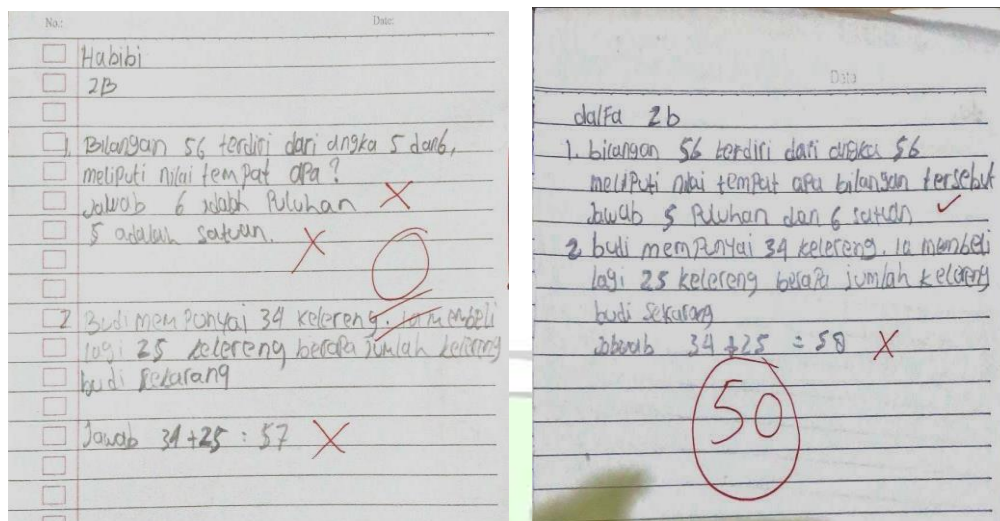 No.:
Date:
Habibi
2B
1. Bilangan 56 terdiri dari angka 5 dan6,
meliputi nilai tempat apa?
Jawab 6 adalah Puluhan
5 adalah satuan.
0
2 Budi mempunyai 34 kelereng. ia membeli
lagi 25 kelereng berapa jumlah kelereng
budi sekarang
Jawab 34+25 : 57
Date
dalfa 2b
1. bilangan 56 terdiri dari angka 56
meliputi nilai tempat apa bilangan tersebut
Jawab 5 Puluhan dan 6 satuan
2 budi memPunyai 34 kelereng. ia membeli
lagi 25 kelereng berapa jumlah kelereng
budi sekarang
34+25 = 58
50